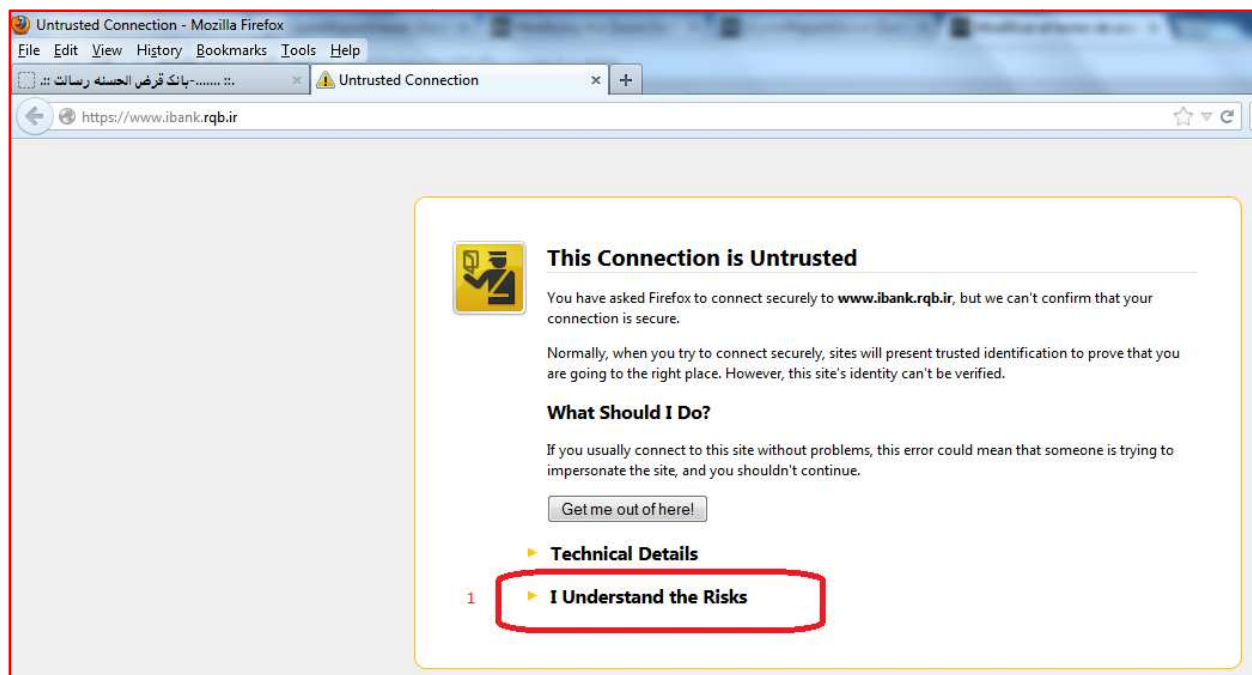 Untrusted Connection - Mozilla Firefox
File Edit View History Bookmarks Tools Help
.:: .......-بانک قرض الحسنه رسالت ::.
Untrusted Connection
https://www.ibank.rqb.ir
This Connection is Untrusted
You have asked Firefox to connect securely to www.ibank.rqb.ir, but we can't confirm that your
connection is secure.
Normally, when you try to connect securely, sites will present trusted identification to prove that you
are going to the right place. However, this site's identity can't be verified.
What Should I Do?
If you usually connect to this site without problems, this error could mean that someone is trying to
impersonate the site, and you shouldn't continue.
Get me out of here!
Technical Details
1 I Understand the Risks